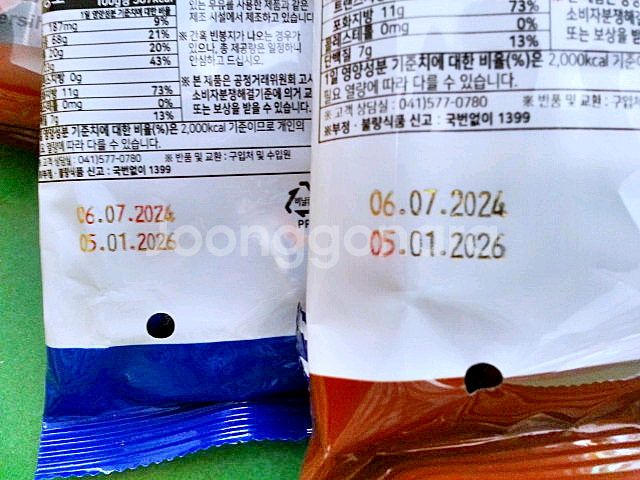 100g당 507kcal
1일 영양성분 기준치에 대한 비율
187mg 9%
68g 21%
20%
43%
0g
11g 73%
0mg 0%
7g 13%
영양성분 기준치에 대한 비율(%)은 2,000kcal 기준이므로 개인의
열량에 따라 다를 수 있습니다.
고객 상담실 : 041)577-0780 ※ 반품 및 교환 : 구입처 및 수입원
부정 · 불량식품 신고 : 국번없이 1399
있는 우유를 사용한 제품과 같은
제조 시설에서 제조하고 있습니다
※ 간혹 빈봉지가 나오는 경우가
있으나, 총 제공량은 일정하니
안심하고 드십시오.
※ 본 제품은 공정거래위원회 고시
소비자분쟁해결기준에 의거 교
또는 보상을 받을 수 있습니다.
06.07.2024
05.01.2026
포화지방 11g 73%
콜레스테롤 0mg 0%
단백질 7g 13%
1일 영양성분 기준치에 대한 비율(%)은 2,000kcal 기준
필요 열량에 따라 다를 수 있습니다.
※ 고객 상담실 : 041)577-0780 ※ 반품 및 교환 : 구입
※부정 · 불량식품 신고 : 국번없이 1399
소비자분쟁해
또는 보상을
06.07.2024
05.01.2026
Joonggonara